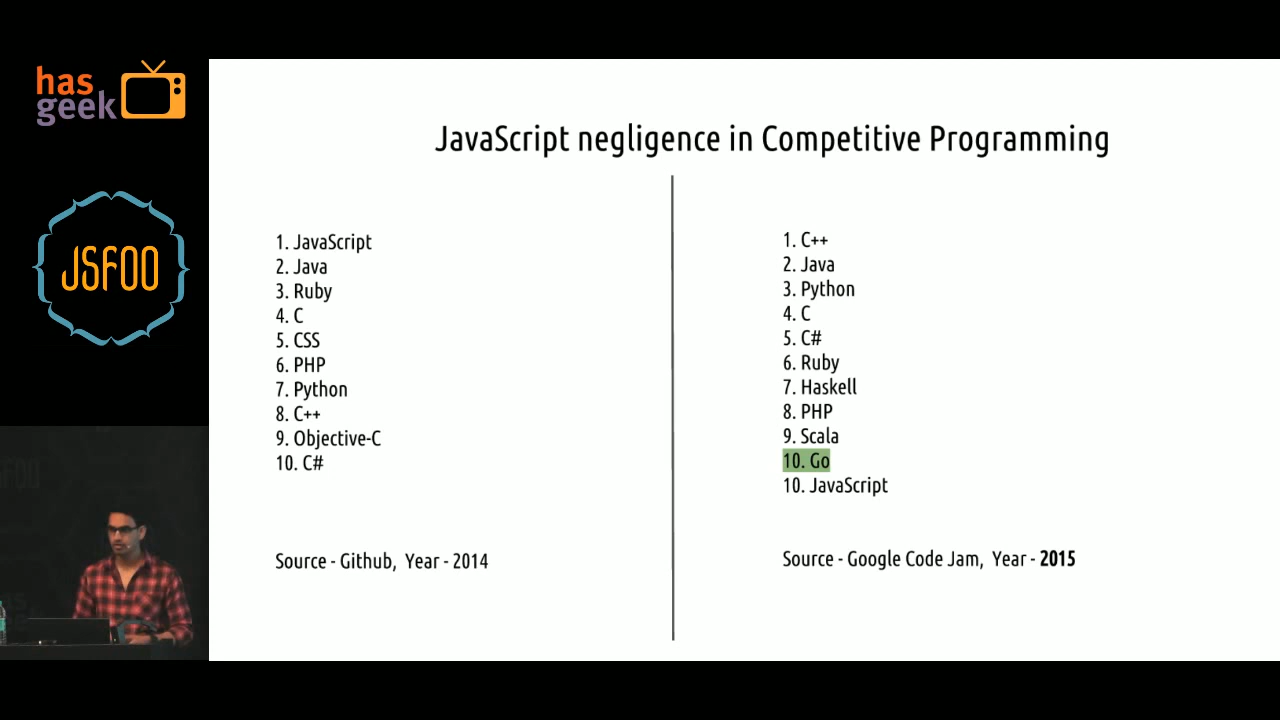 has
geek
JSFOO
JavaScript negligence in Competitive Programming
1. JavaScript
2. Java
3. Ruby
4. C
5. CSS
6. PHP
7. Python
8. C++
9. Objective-C
10. C#
Source - Github, Year - 2014
1. C++
2. Java
3. Python
4. C
5. C#
6. Ruby
7. Haskell
8. PHP
9. Scala
10. Go
10. JavaScript
Source - Google Code Jam, Year - 2015